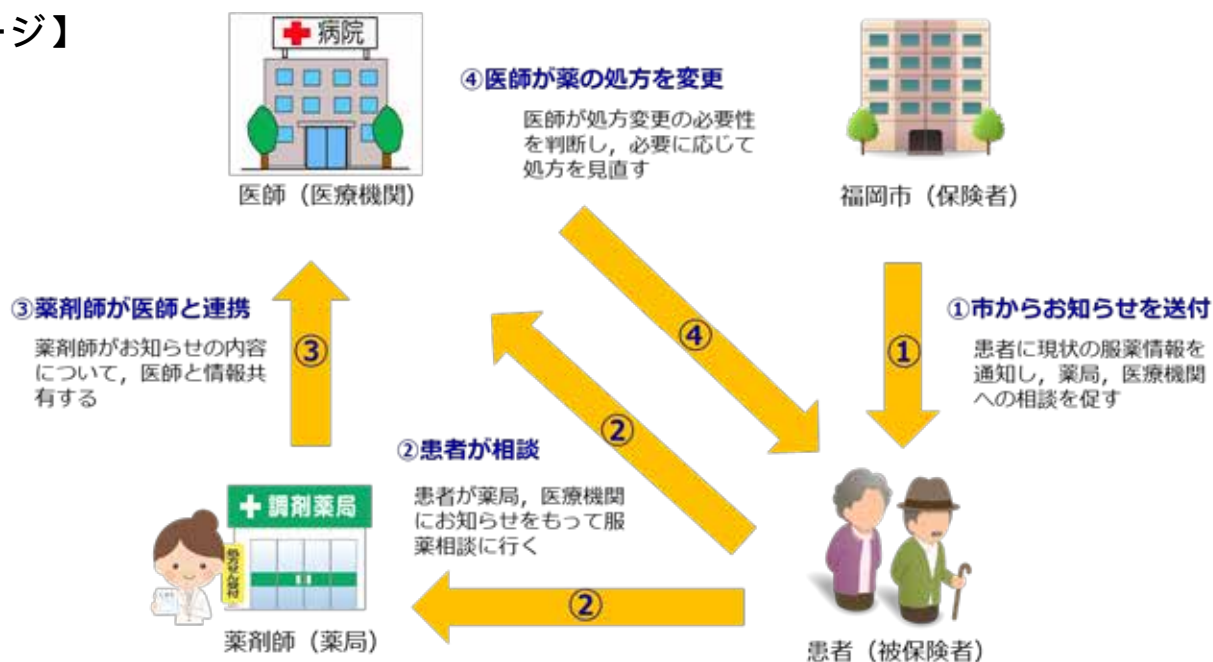 ージ】
病院
医師（医療機関）
④医師が薬の処方を変更
医師が処方変更の必要性
を判断し，必要に応じて
処方を見直す
福岡市（保険者）
③薬剤師が医師と連携
薬剤師がお知らせの内容
について，医師と情報共
有する
③
②
④
①
①市からお知らせを送付
患者に現状の服薬情報を
通知し，薬局，医療機関
への相談を促す
②患者が相談
患者が薬局，医療機関
にお知らせをもって服
薬相談に行く
②
調剤薬局
処方せん受付
薬剤師（薬局）
患者（被保険者）